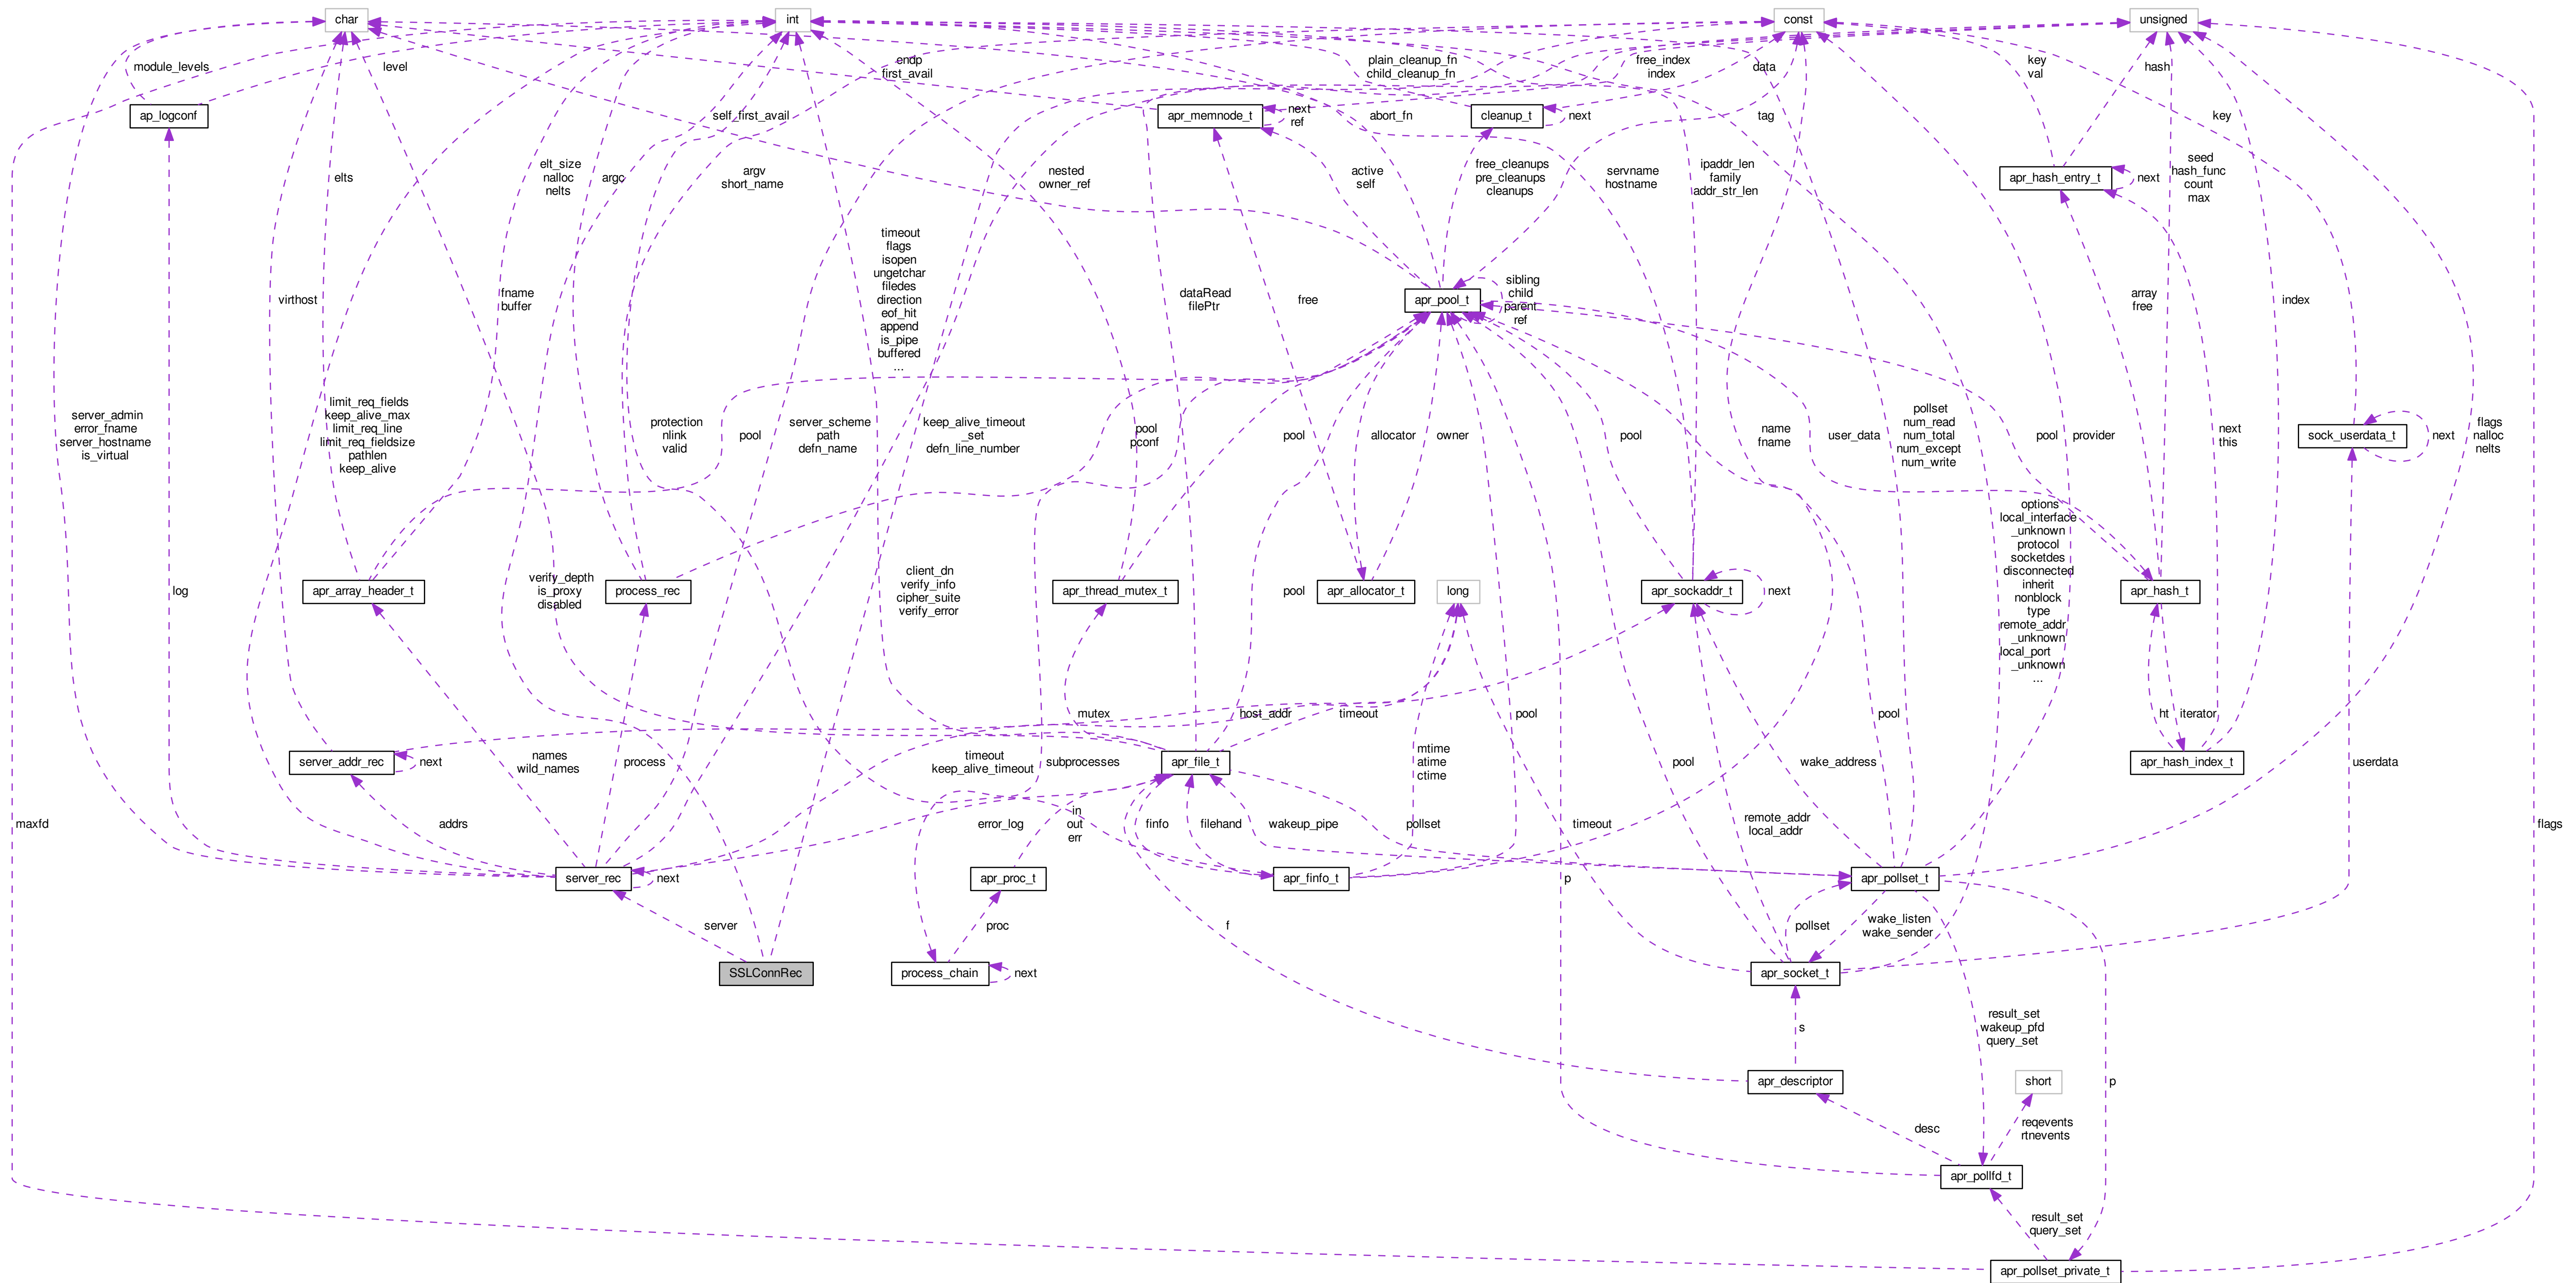 char
int
const
unsigned
module_levels
level
endp
first_avail
plain_cleanup_fn
child_cleanup_fn
free_index
index
data
key
val
hash
ap_logconf
self_first_avail
apr_memnode_t
next
ref
abort_fn
cleanup_t
next
tag
key
elts
elt_size
nalloc
nelts
argc
argv
short_name
nested
owner_ref
active
self
free_cleanups
pre_cleanups
cleanups
servname
hostname
ipaddr_len
family
addr_str_len
apr_hash_entry_t
next
seed
hash_func
count
max
virthost
fname
buffer
timeout
flags
isopen
ungetchar
filedes
direction
eof_hit
append
is_pipe
buffered
...
dataRead
filePtr
free
apr_pool_t
sibling
child
parent
ref
array
free
index
server_admin
error_fname
server_hostname
is_virtual
limit_req_fields
keep_alive_max
limit_req_line
limit_req_fieldsize
pathlen
keep_alive
protection
nlink
valid
pool
server_scheme
path
defn_name
keep_alive_timeout
_set
defn_line_number
pool
pconf
pool
allocator
owner
pool
name
fname
user_data
pollset
num_read
num_total
num_except
num_write
pool
provider
next
this
sock_userdata_t
next
flags
nalloc
nelts
log
apr_array_header_t
verify_depth
is_proxy
disabled
process_rec
client_dn
verify_info
cipher_suite
verify_error
apr_thread_mutex_t
pool
apr_allocator_t
long
apr_sockaddr_t
next
options
local_interface
_unknown
protocol
socketdes
disconnected
inherit
nonblock
type
remote_addr
_unknown
local_port
_unknown
...
apr_hash_t
mutex
host_addr
timeout
pool
pool
ht
iterator
server_addr_rec
next
names
wild_names
process
timeout
keep_alive_timeout
subprocesses
apr_file_t
mtime
atime
ctime
pool
wake_address
apr_hash_index_t
userdata
maxfd
addrs
error_log
in
out
err
finfo
filehand
wakeup_pipe
pollset
timeout
remote_addr
local_addr
flags
server_rec
next
apr_proc_t
apr_finfo_t
p
apr_pollset_t
server
proc
f
pollset
wake_listen
wake_sender
SSLConnRec
process_chain
next
apr_socket_t
s
result_set
wakeup_pfd
query_set
apr_descriptor
short
p
desc
reqevents
rtnevents
apr_pollfd_t
result_set
query_set
apr_pollset_private_t